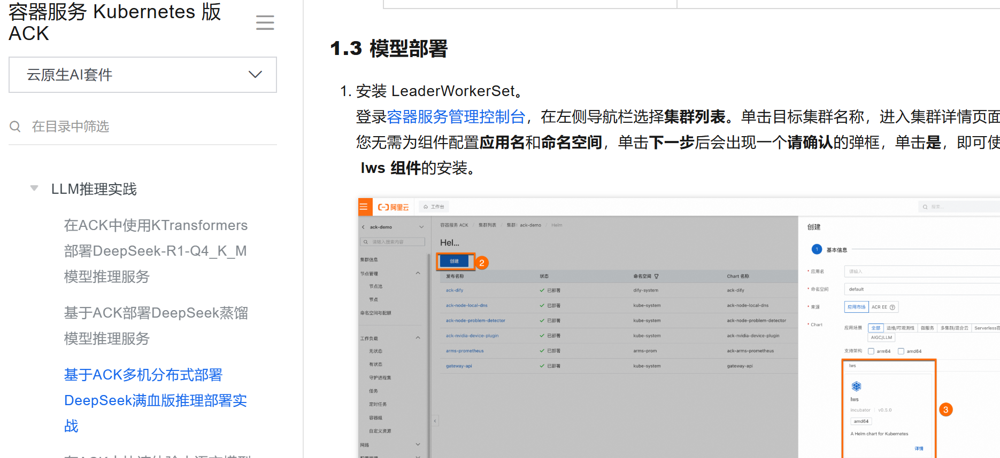 容器服务 Kubernetes 版
ACK
云原生AI套件
在目录中筛选
LLM推理实践
在ACK中使用KTransformers
部署DeepSeek-R1-Q4_K_M
模型推理服务
基于ACK部署DeepSeek蒸馏
模型推理服务
基于ACK多机分布式部署
DeepSeek满血版推理部署实
战
1.3 模型部署
1. 安装 LeaderWorkerSet。
登录容器服务管理控制台，在左侧导航栏选择集群列表。单击目标集群名称，进入集群详情页面
您无需为组件配置应用名和命名空间，单击下一步后会出现一个请确认的弹框，单击是，即可使
lws 组件的安装。
阿里云
工作台
搜索...
ack-demo
请输入搜索内容
集群信息
节点管理
节点池
节点
命名空间与配额
工作负载
无状态
有状态
守护进程集
任务
定时任务
容器组
自定义资源
网络
容器服务 ACK / 集群列表 / 集群：ack-demo / Helm
Hel...
创建
2
发布名称 状态 命名空间 Chart 名称
ack-dify 已部署 dify-system ack-dify
ack-node-local-dns 已部署 kube-system ack-node-local-dns
ack-node-problem-detector 已部署 kube-system ack-node-problem-detector
ack-nvidia-device-plugin 已部署 kube-system ack-nvidia-device-plugin
arms-prometheus 已部署 arms-prom ack-arms-prometheus
gateway-api 已部署 kube-system gateway-api
创建
1 基本信息
* 应用名 请输入
* 命名空间 default
* 来源 应用市场 ACR EE
* Chart 应用场景 全部 运维/可观测性 微服务 多集群/混合云 Serverless容
AIGC/LLM
支持架构 arm64 amd64
lws
lws
incubator v0.5.0
amd64
A Helm chart for Kubernetes
详情
3